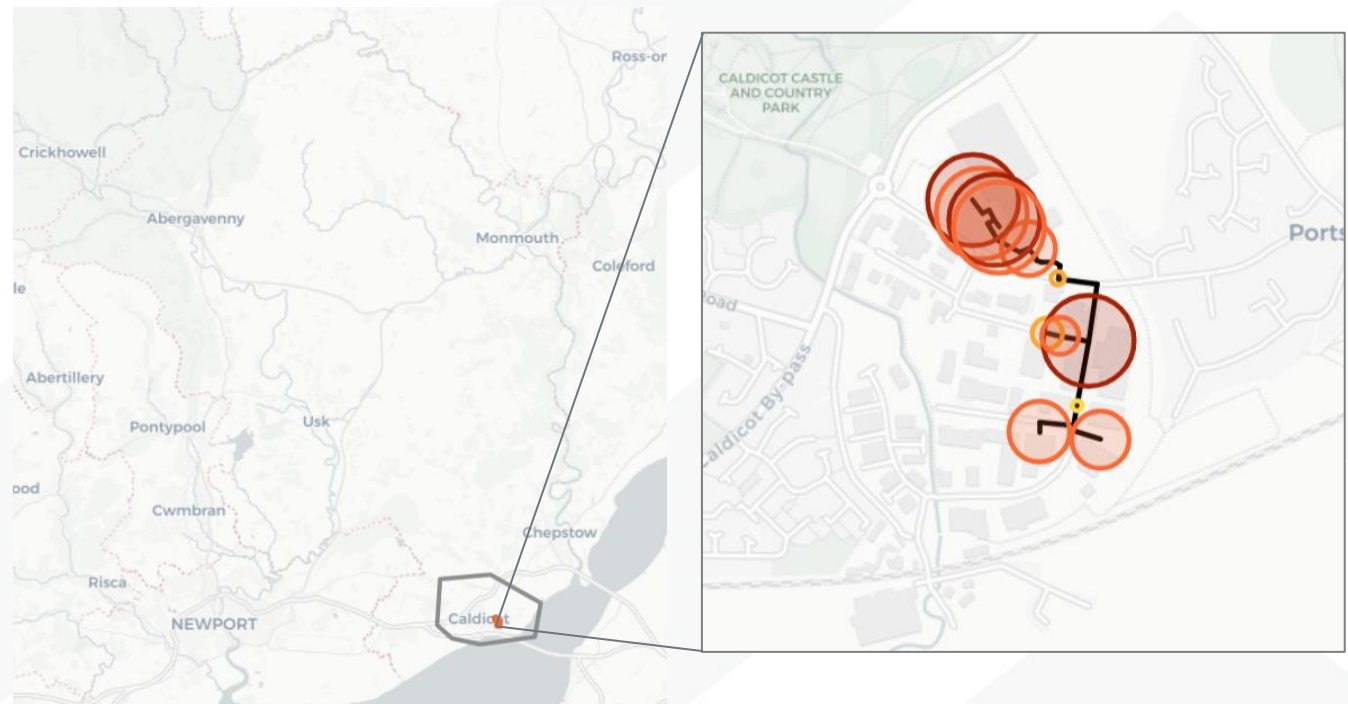 Ross-or
Crickhowell
Abergavenny
Monmouth
Coleford
le
Abertillery
Pontypool
Usk
ood
Cwmbran
Chepstow
Risca
NEWPORT
Caldicot
CALDICOT CASTLE
AND COUNTRY
PARK
Ports
oad
Caldicot By-pass